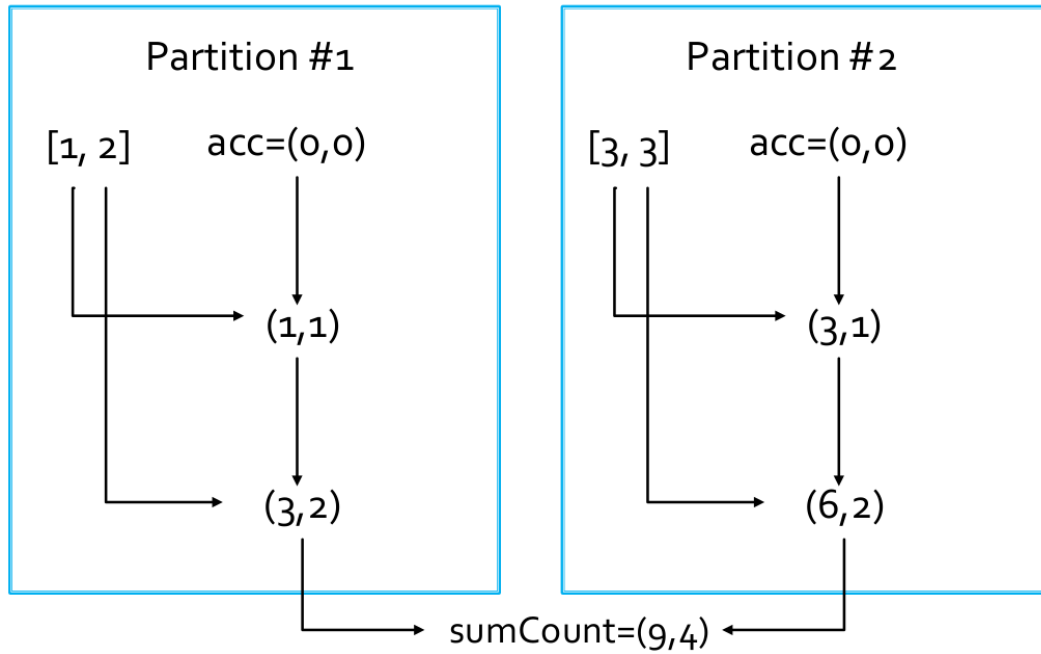 Partition #1
[1, 2]
acc=(0,0)
(1,1)
(3,2)
Partition #2
[3, 3]
acc=(0,0)
(3,1)
(6,2)
sumCount=(9,4)